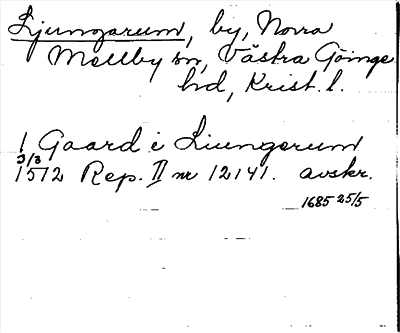 Ljungarum, by, Norra
Mellby sn, Västra Göinge
hd, Krist. l.
1 Gaard i Liungerum
3/3
1512 Rep. II nr 12141. avskr.
1685 25/5